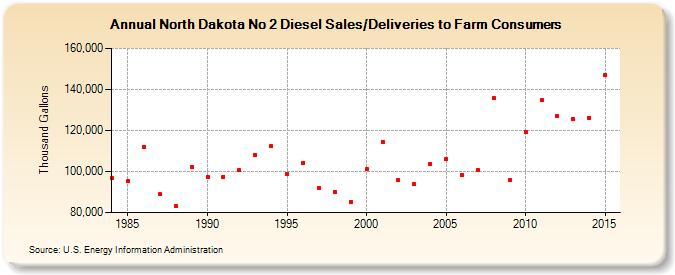 Annual North Dakota No 2 Diesel Sales/Deliveries to Farm Consumers
Thousand Gallons
160,000
140,000
120,000
100,000
80,000
1985 1990 1995 2000 2005 2010 2015
Source: U.S. Energy Information Administration